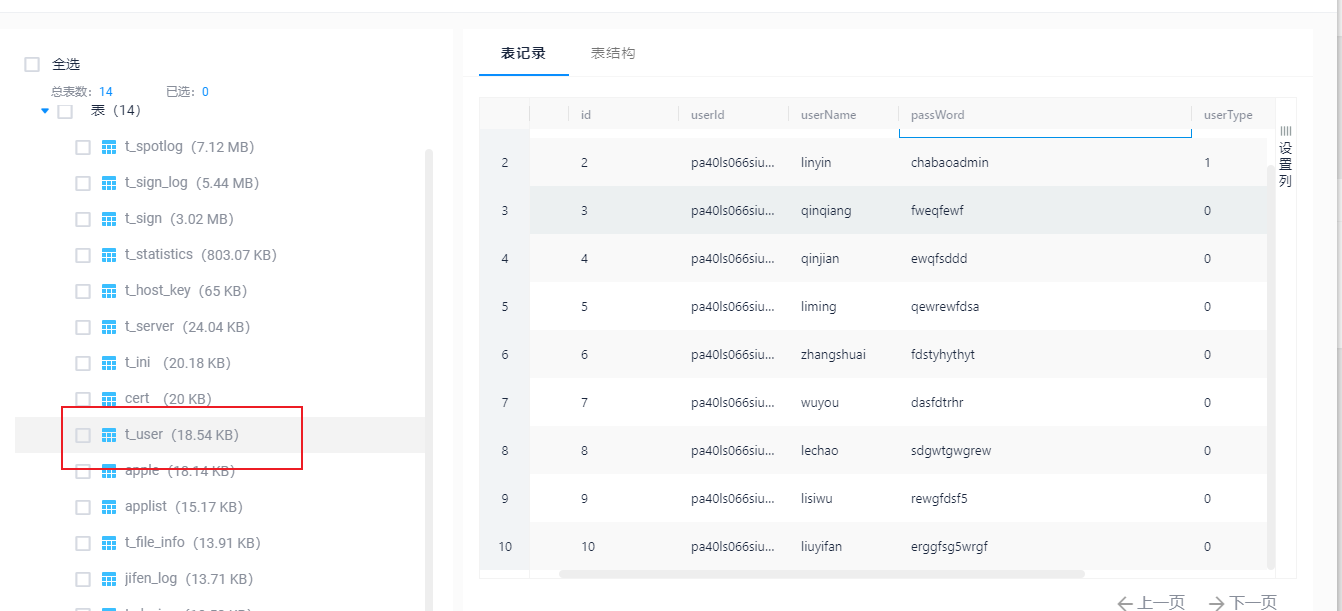 全选
总表数: 14 已选: 0
表 (14)
t_spotlog (7.12 MB)
t_sign_log (5.44 MB)
t_sign (3.02 MB)
t_statistics (803.07 KB)
t_host_key (65 KB)
t_server (24.04 KB)
t_ini (20.18 KB)
cert (20 KB)
t_user (18.54 KB)
apple (18.14 KB)
applist (15.17 KB)
t_file_info (13.91 KB)
jifen_log (13.71 KB)
表记录 表结构
id userId userName passWord userType
2 2 pa40ls066siu... linyin chabaoadmin 1
3 3 pa40ls066siu... qinqiang fweqfewf 0
4 4 pa40ls066siu... qinjian ewqfsddd 0
5 5 pa40ls066siu... liming qewrewfdsa 0
6 6 pa40ls066siu... zhangshuai fdstyhythyt 0
7 7 pa40ls066siu... wuyou dasfdtrhr 0
8 8 pa40ls066siu... lechao sdgwtgwgrew 0
9 9 pa40ls066siu... lisiwu rewgfdsf5 0
10 10 pa40ls066siu... liuyifan erggfsg5wrgf 0
设置列
上一页 下一页